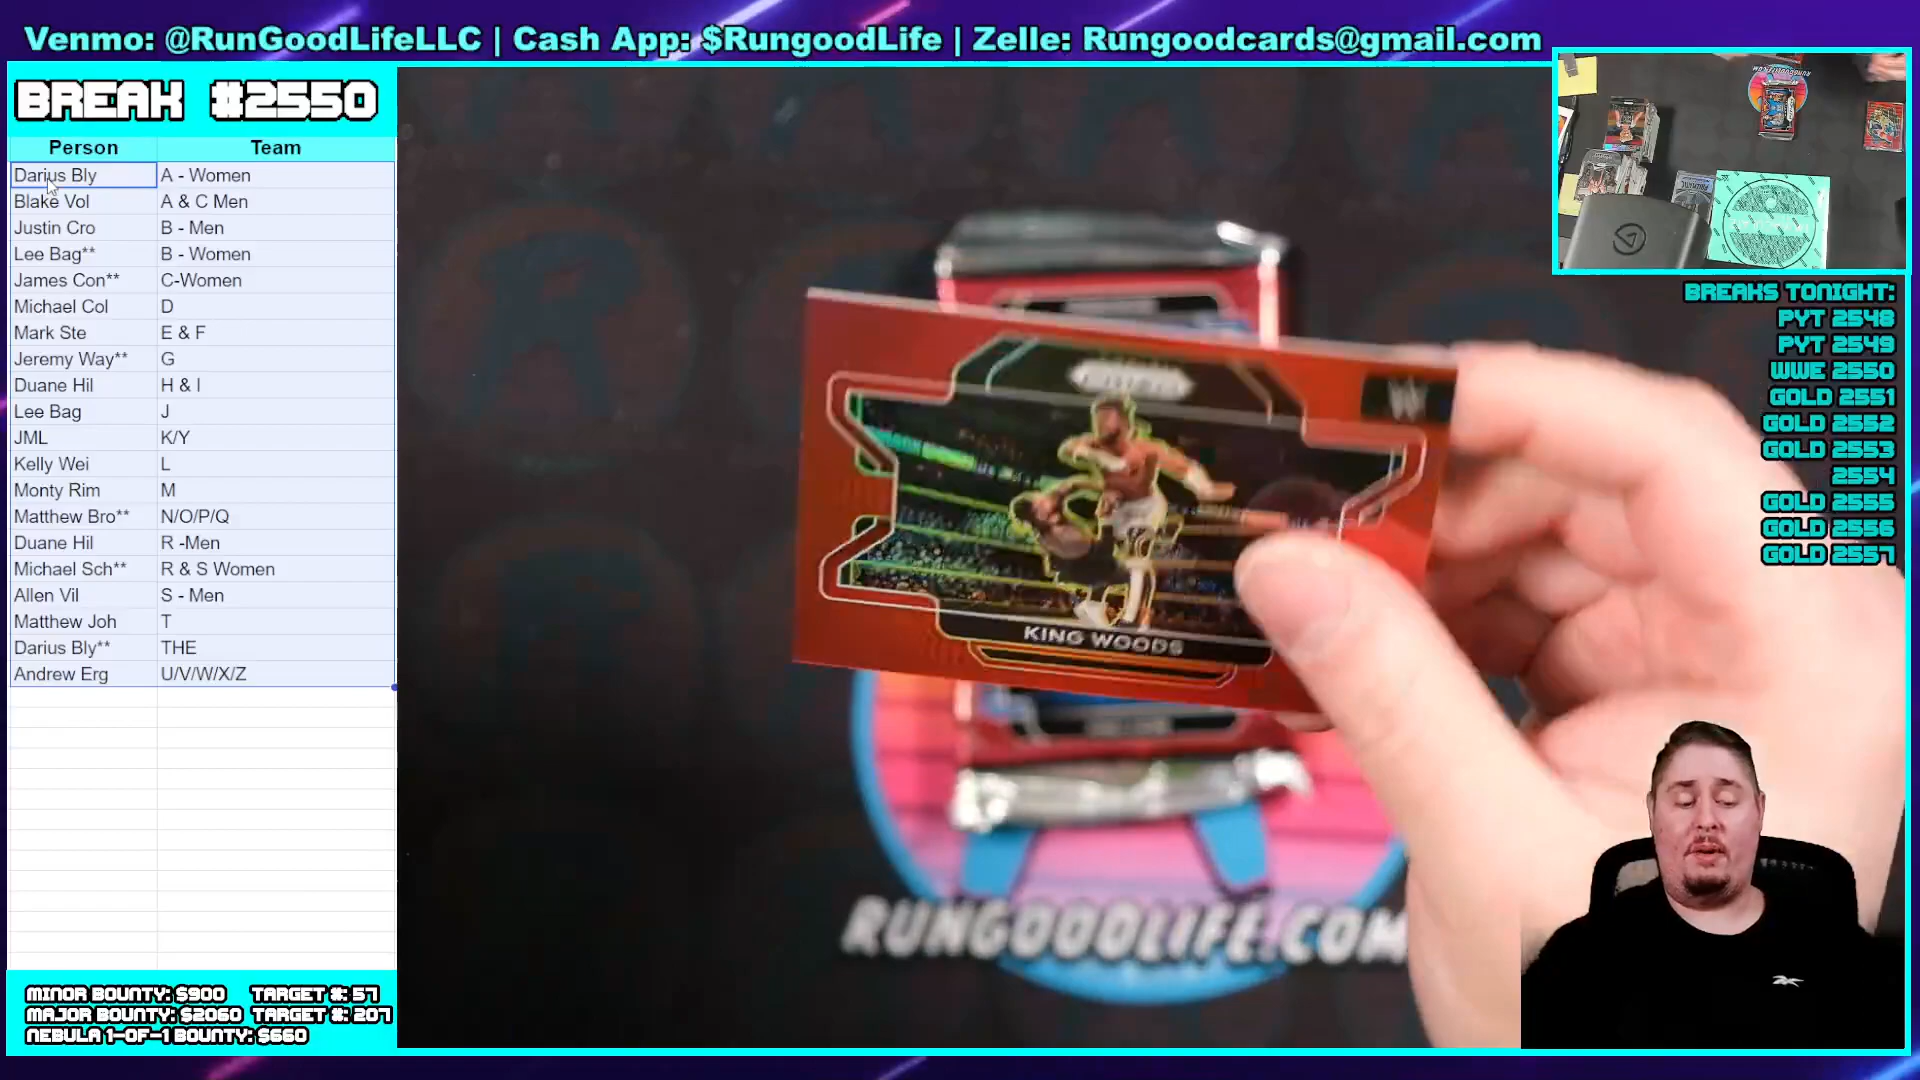 Venmo: @RunGoodLifeLLC | Cash App: $RungoodLife | Zelle: Rungoodcards@gmail.com
BREAK #2550
Person Team
Darius Bly A - Women
Blake Vol A & C Men
Justin Cro B - Men
Lee Bag** B - Women
James Con** C-Women
Michael Col D
Mark Ste E & F
Jeremy Way** G
Duane Hil H & I
Lee Bag J
JML K/Y
Kelly Wei L
Monty Rim M
Matthew Bro** N/O/P/Q
Duane Hil R -Men
Michael Sch** R & S Women
Allen Vil S - Men
Matthew Joh T
Darius Bly** THE
Andrew Erg U/V/W/X/Z
MINOR BOUNTY: $900 TARGET #: 57
MAJOR BOUNTY: $2060 TARGET #: 207
NEBULA 1-OF-1 BOUNTY: $660
PRIZM
W
KING WOODS
RUNGOODLIFE.COM
BREAKS TONIGHT:
PYT 2548
PYT 2549
WWE 2550
GOLD 2551
GOLD 2552
GOLD 2553
2554
GOLD 2555
GOLD 2556
GOLD 2557